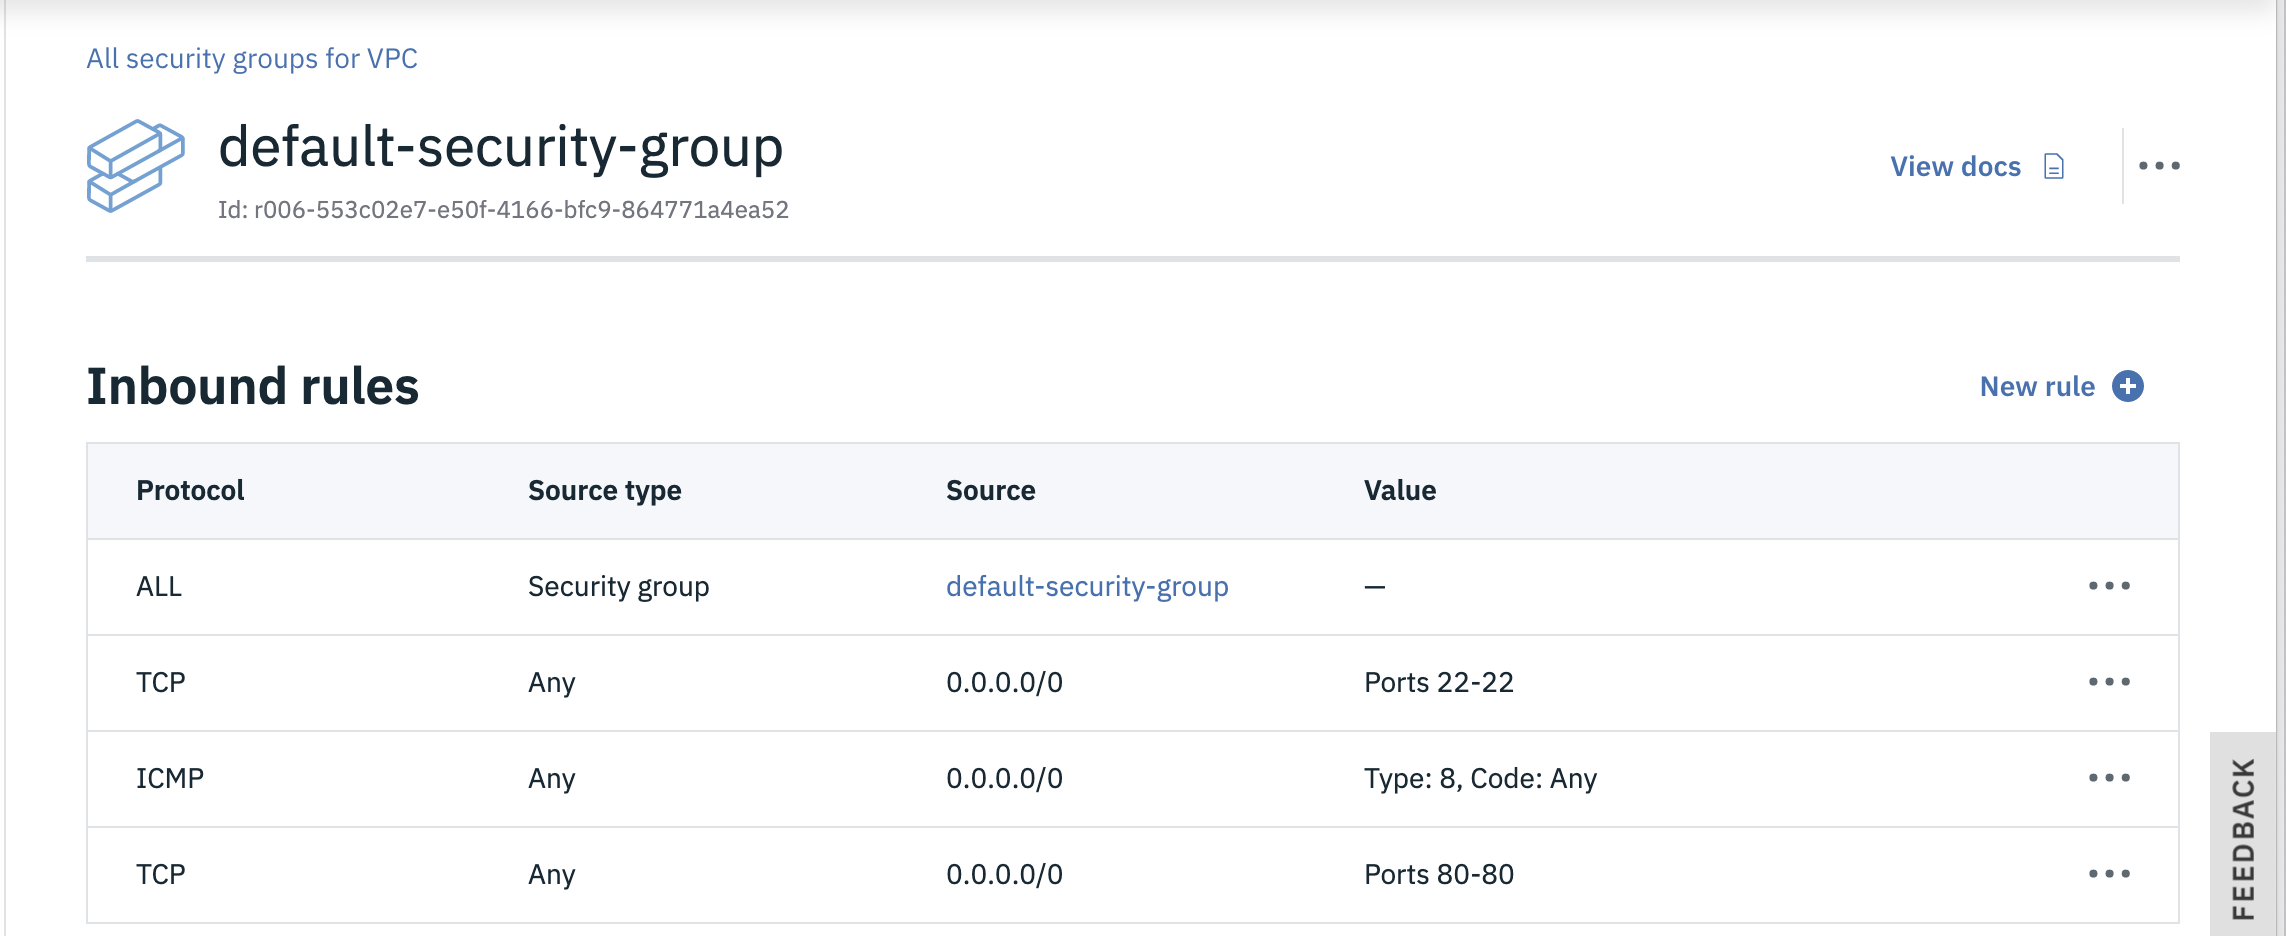 All security groups for VPC
default-security-group
Id: r006-553c02e7-e50f-4166-bfc9-864771a4ea52
View docs
Inbound rules
New rule
Protocol Source type Source Value
ALL Security group default-security-group —
TCP Any 0.0.0.0/0 Ports 22-22
ICMP Any 0.0.0.0/0 Type: 8, Code: Any
TCP Any 0.0.0.0/0 Ports 80-80
FEEDBACK